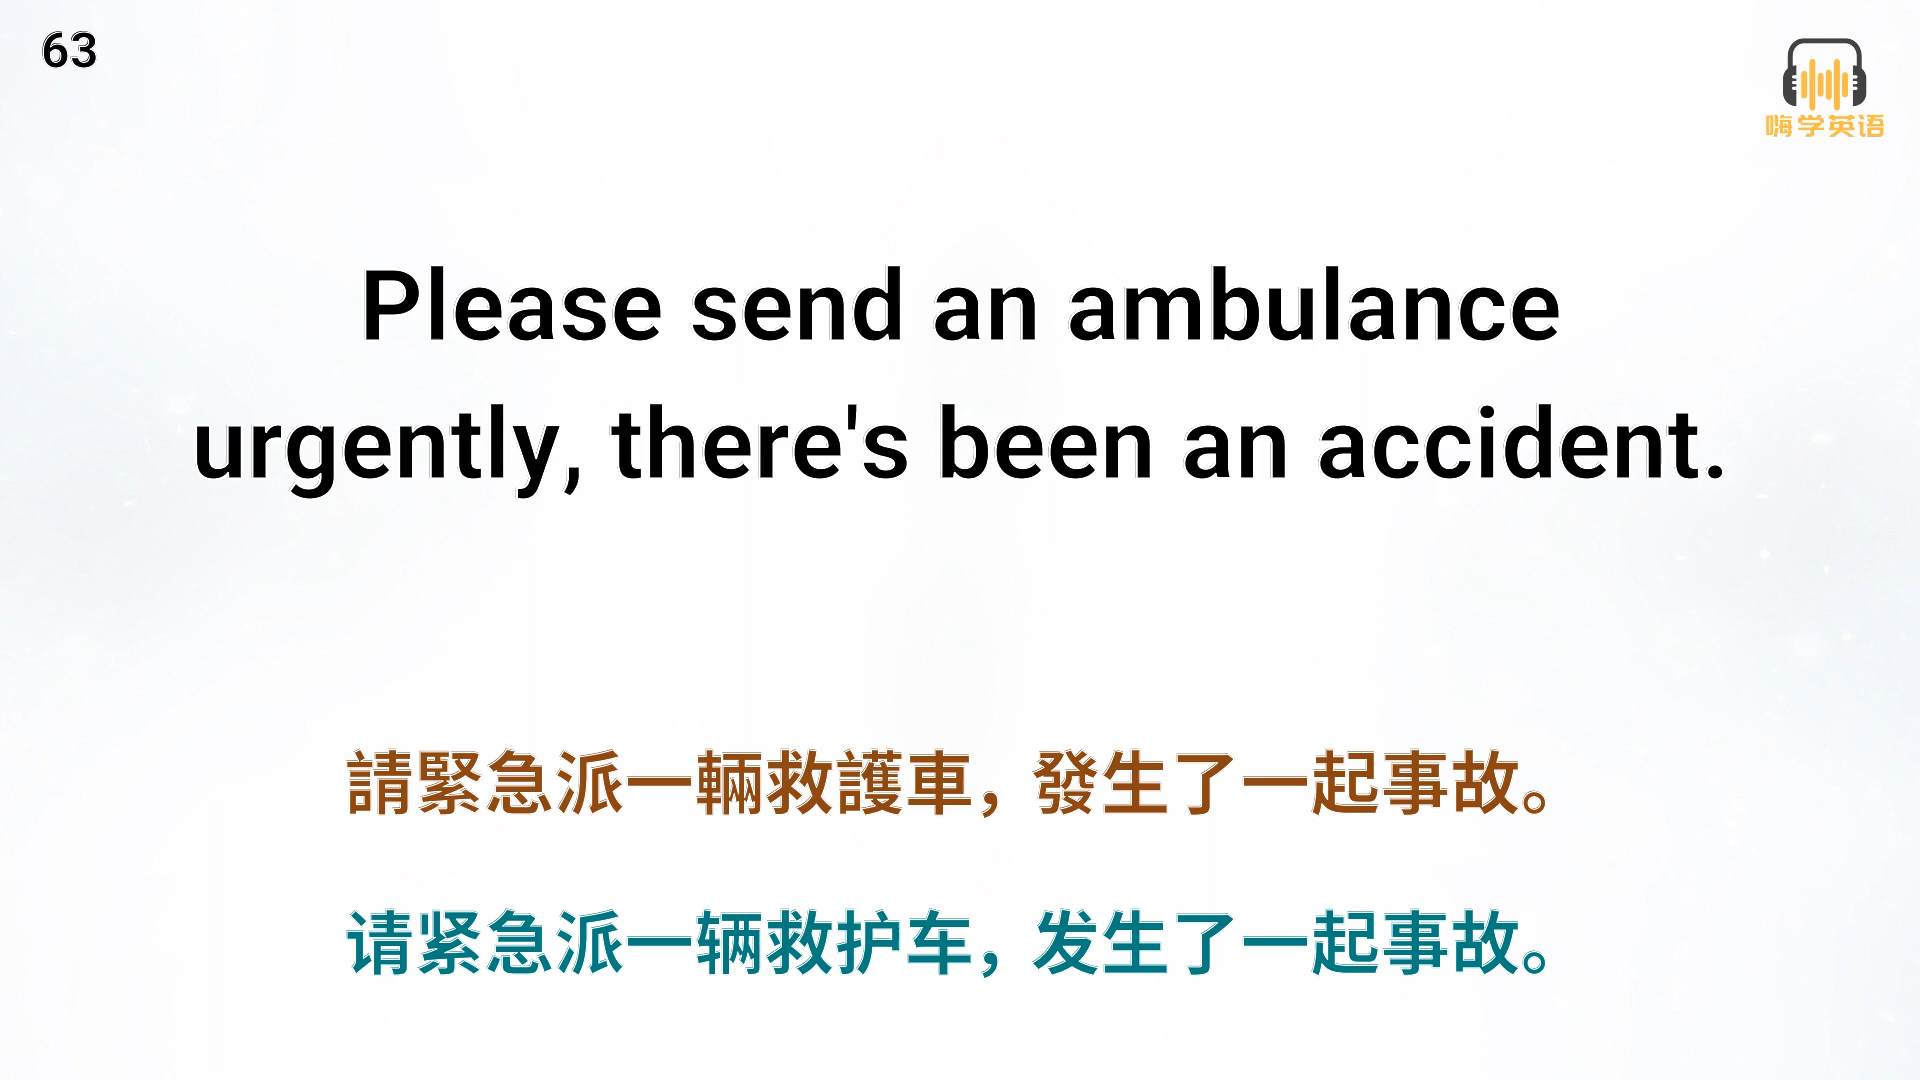 63
嗨学英语
Please send an ambulance
urgently, there's been an accident.
請緊急派一輛救護車，發生了一起事故。
请紧急派一辆救护车，发生了一起事故。